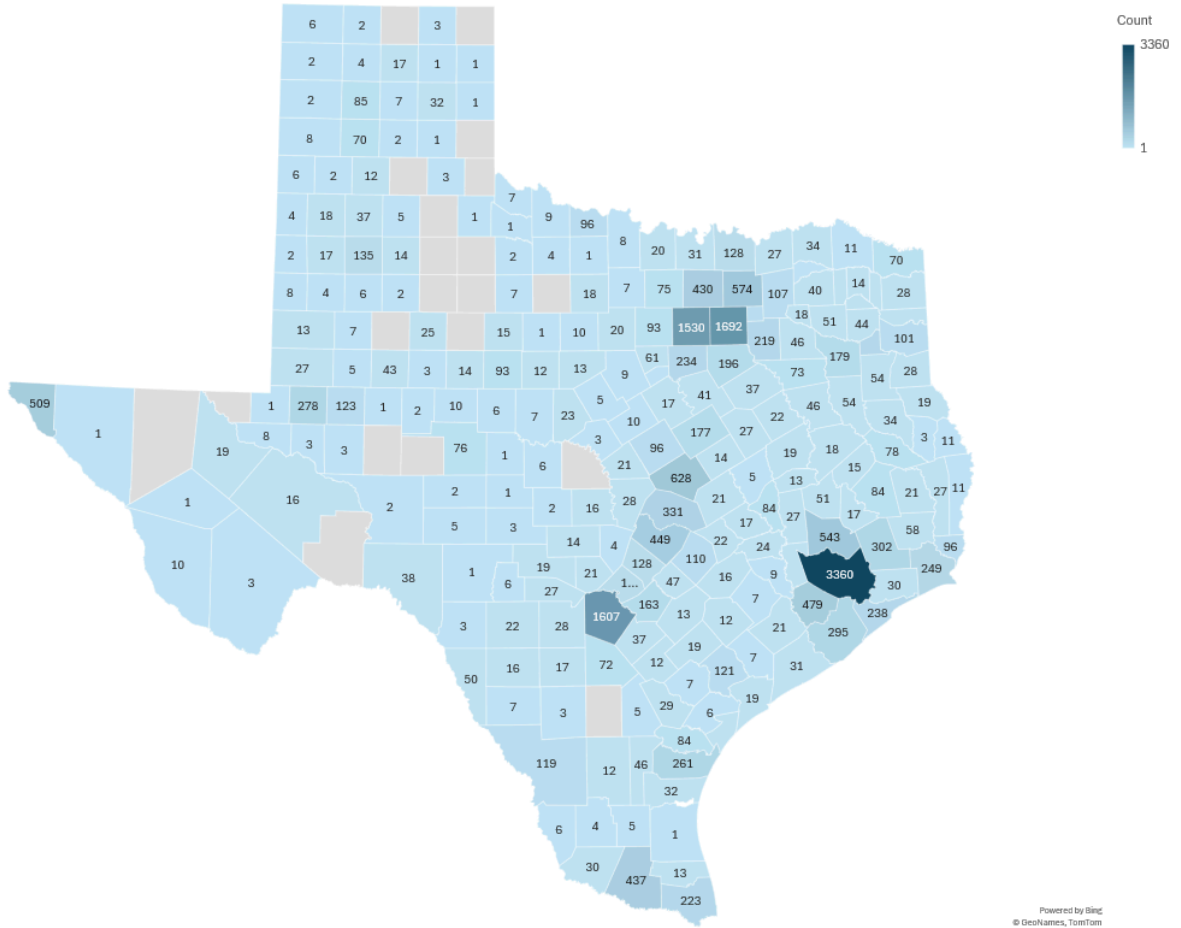 Count
3360
1
6 2 3
2 4 17 1 1
2 85 7 32 1
8 70 2 1
6 2 12 3
7
4 18 37 5 1 1 9 96
8 20 31 128 27 34 11 70
2 17 135 14 2 4 1
8 4 6 2 7 18 7 75 430 574 107 40 14 28
13 7 25 15 1 10 20 93 1530 1692 219 18 46 51 44 101
27 5 43 3 14 93 12 13 9 61 234 196 73 179 54 28
509 1 1 278 123 1 2 10 6 7 23 5 17 41 37 46 54 34 19
8 3 3 19 76 1 6 3 10 96 177 27 22 18 78 3 11
1 16 2 2 1 2 16 21 628 14 5 19 13 15 84 21 27 11
10 3 5 3 14 28 331 21 84 27 51 17 58 96
38 1 6 19 27 21 4 449 110 22 17 24 543 302 249
128 1... 47 16 9 3360 30
3 22 28 1607 163 13 7 479 238
37 12 21 295
50 16 17 72 12 19 121 7 31
7 3 5 29 7 6 19
84
119 12 46 261
32
6 4 5 1
30 437 13
223
Powered by Bing
© GeoNames, TomTom